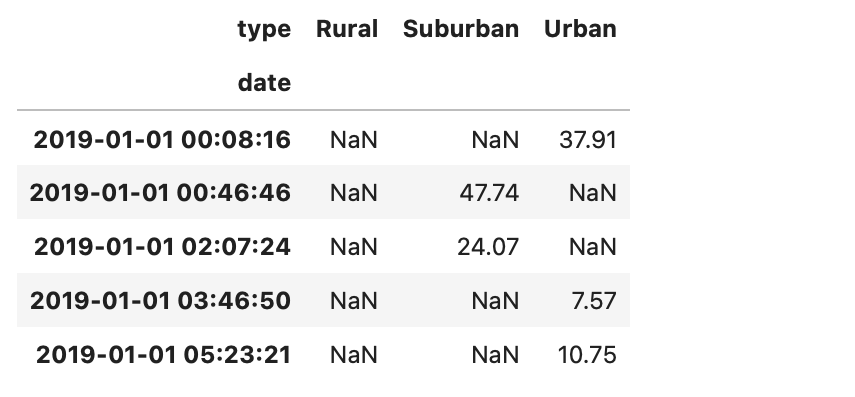 type Rural Suburban Urban
date
2019-01-01 00:08:16 NaN NaN 37.91
2019-01-01 00:46:46 NaN 47.74 NaN
2019-01-01 02:07:24 NaN 24.07 NaN
2019-01-01 03:46:50 NaN NaN 7.57
2019-01-01 05:23:21 NaN NaN 10.75